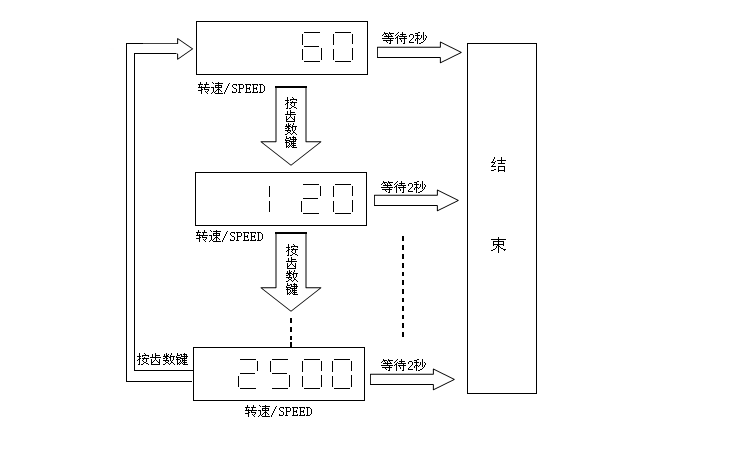 60
等待2秒
转速/SPEED
按齿数键
结束
120
等待2秒
转速/SPEED
按齿数键
按齿数键
2500
等待2秒
转速/SPEED